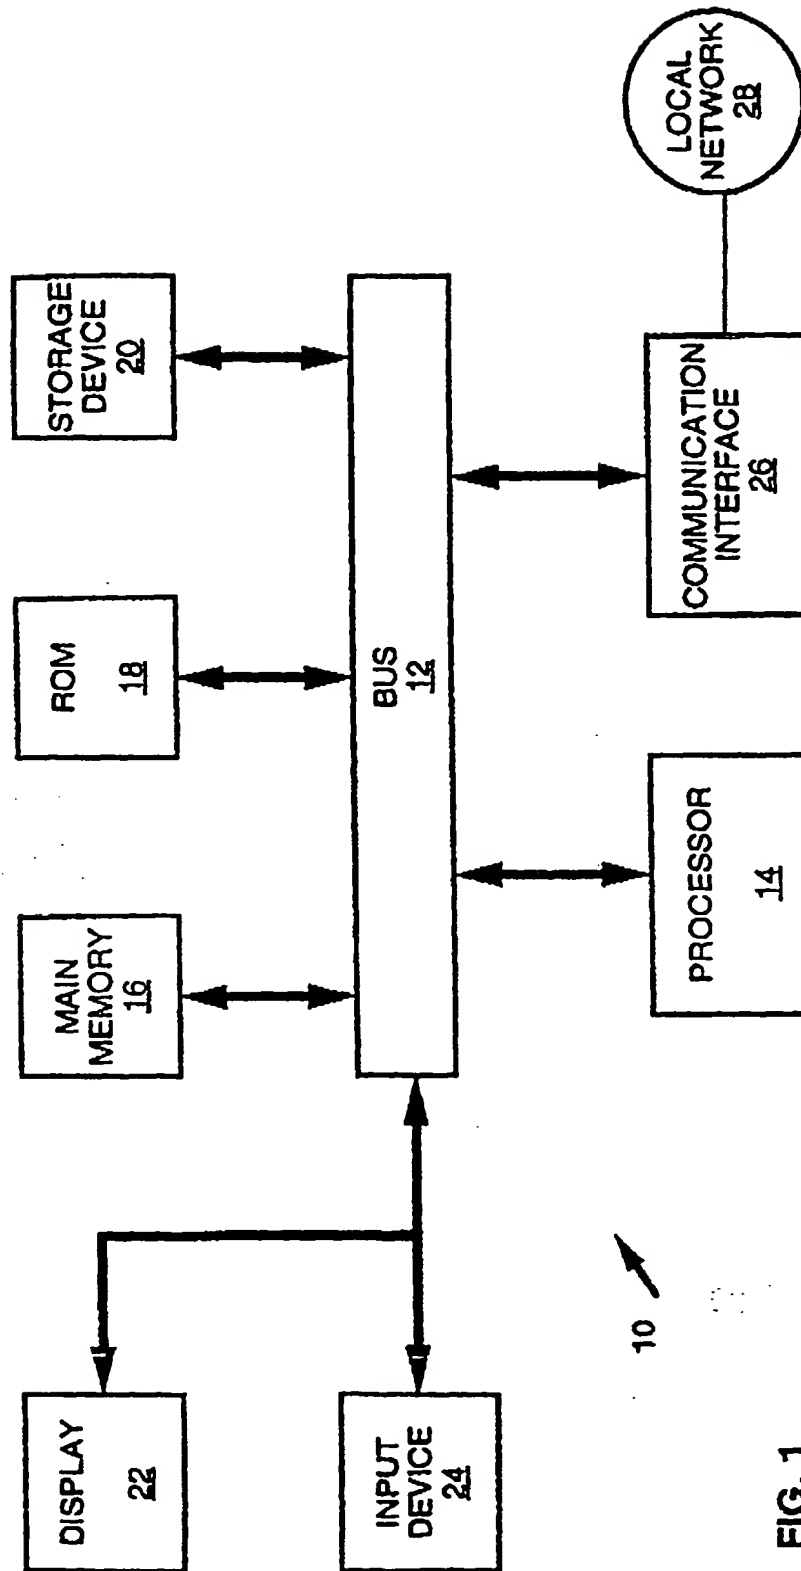 DISPLAY
22
INPUT
DEVICE
24
MAIN
MEMORY
16
ROM
18
STORAGE
DEVICE
20
BUS
12
PROCESSOR
14
COMMUNICATION
INTERFACE
26
LOCAL
NETWORK
28
10
FIG. 1